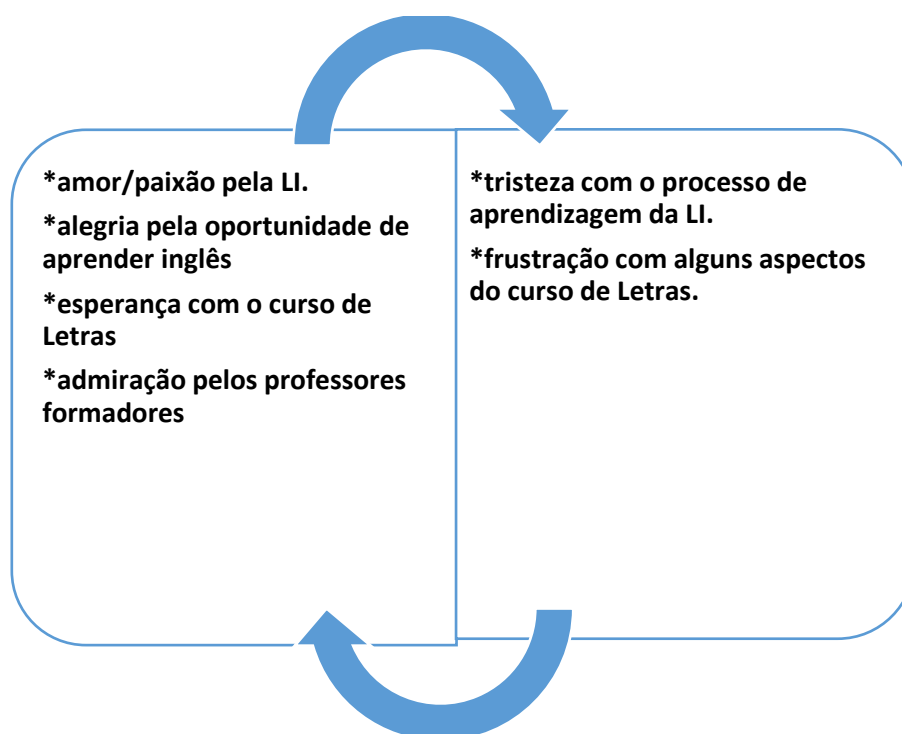 *amor/paixão pela LI.
*alegria pela oportunidade de
aprender inglês
*esperança com o curso de
Letras
*admiração pelos professores
formadores
*tristeza com o processo de
aprendizagem da LI.
*frustração com alguns aspectos
do curso de Letras.